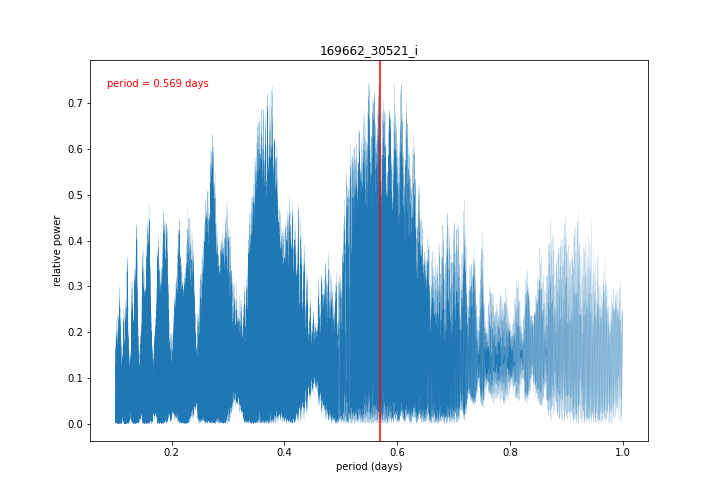 169662_30521_i
period = 0.569 days
relative power
0.7
0.6
0.5
0.4
0.3
0.2
0.1
0.0
0.2 0.4 0.6 0.8 1.0
period (days)